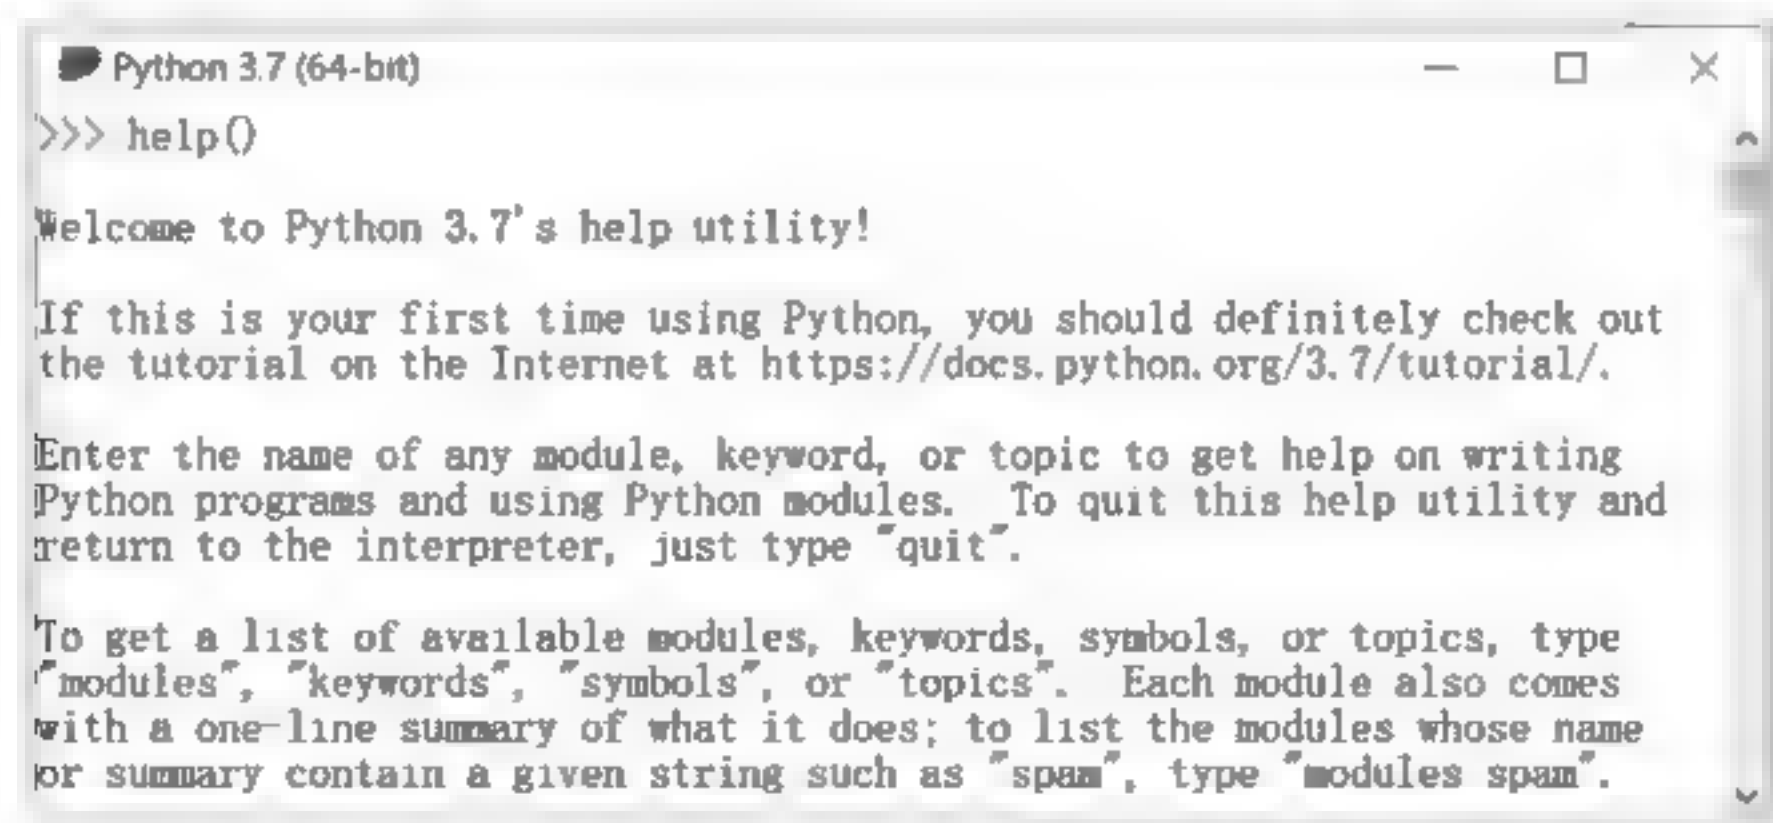 Python 3.7 (64-bit)
>>> help()
Welcome to Python 3.7's help utility!
If this is your first time using Python, you should definitely check out
the tutorial on the Internet at https://docs.python.org/3.7/tutorial/.
Enter the name of any module, keyword, or topic to get help on writing
Python programs and using Python modules.  To quit this help utility and
return to the interpreter, just type "quit".
To get a list of available modules, keywords, symbols, or topics, type
"modules", "keywords", "symbols", or "topics".  Each module also comes
with a one-line summary of what it does; to list the modules whose name
or summary contain a given string such as "spam", type "modules spam".